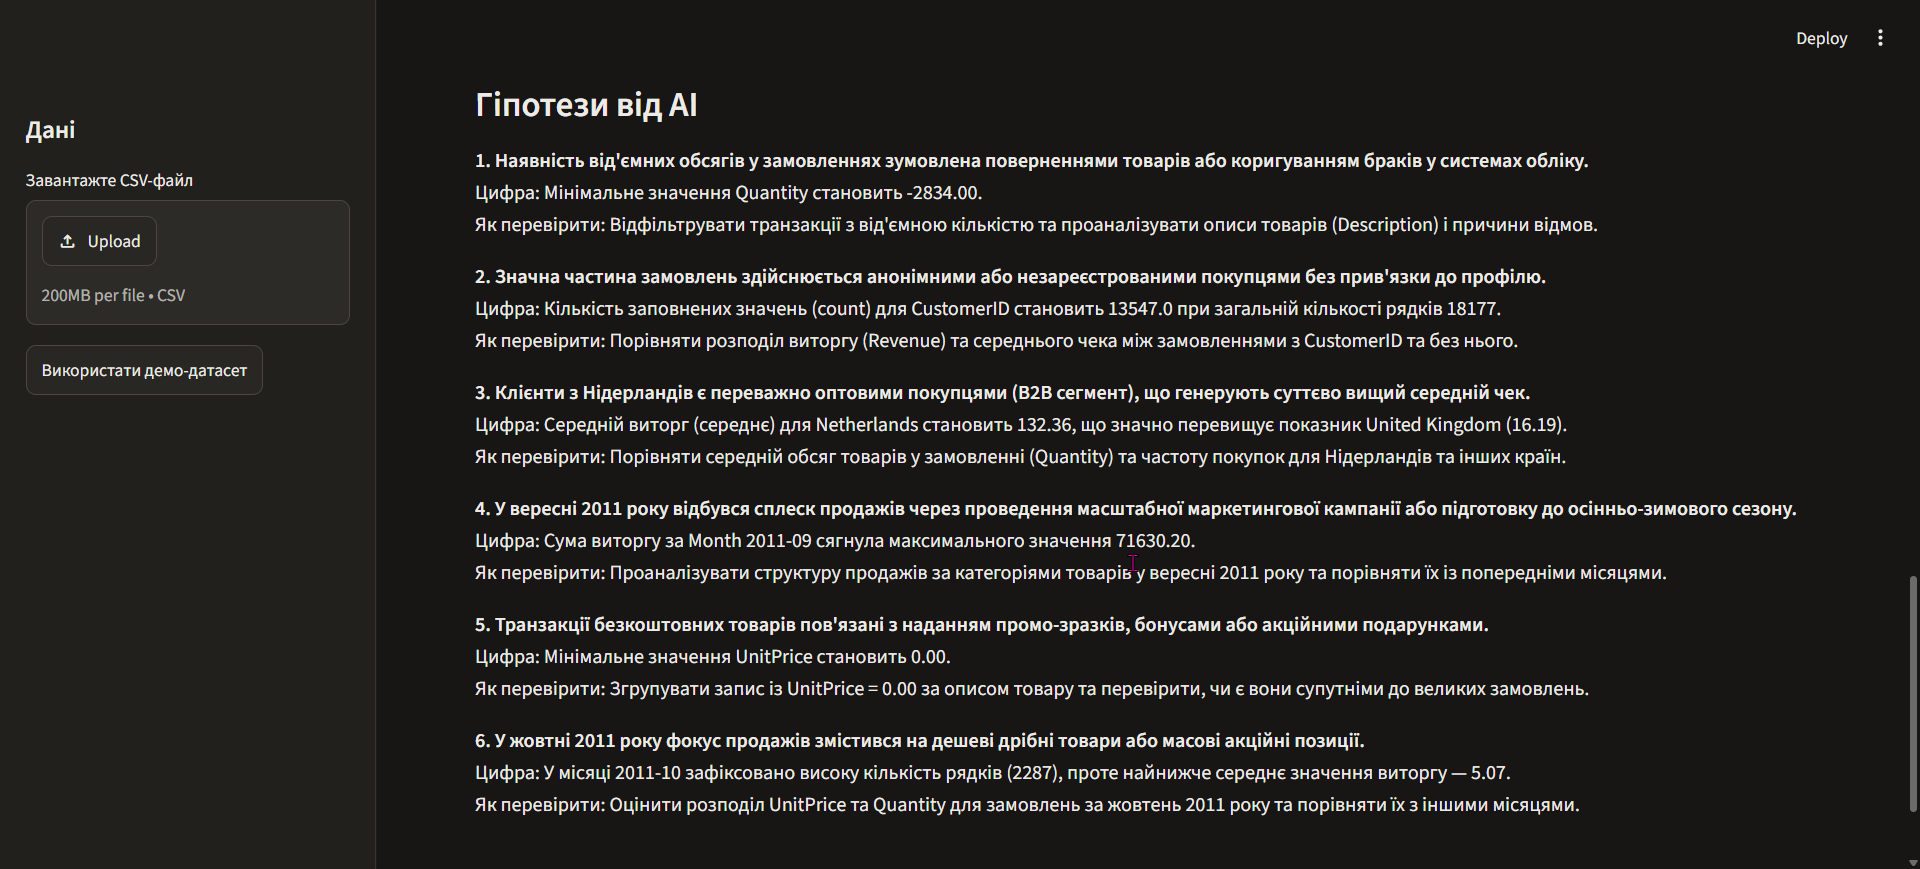 Deploy
Дані
Завантажте CSV-файл
Upload
200MB per file • CSV
Використати демо-датасет
Гіпотези від AI
1. Наявність від'ємних обсягів у замовленнях зумовлена поверненнями товарів або коригуванням браків у системах обліку.
Цифра: Мінімальне значення Quantity становить -2834.00.
Як перевірити: Відфільтрувати транзакції з від'ємною кількістю та проаналізувати описи товарів (Description) і причини відмов.
2. Значна частина замовлень здійснюється анонімними або незареєстрованими покупцями без прив'язки до профілю.
Цифра: Кількість заповнених значень (count) для CustomerID становить 13547.0 при загальній кількості рядків 18177.
Як перевірити: Порівняти розподіл виторгу (Revenue) та середнього чека між замовленнями з CustomerID та без нього.
3. Клієнти з Нідерландів є переважно оптовими покупцями (B2B сегмент), що генерують суттєво вищий середній чек.
Цифра: Середній виторг (середнє) для Netherlands становить 132.36, що значно перевищує показник United Kingdom (16.19).
Як перевірити: Порівняти середній обсяг товарів у замовленні (Quantity) та частоту покупок для Нідерландів та інших країн.
4. У вересні 2011 року відбувся сплеск продажів через проведення масштабної маркетингової кампанії або підготовку до осінньо-зимового сезону.
Цифра: Сума виторгу за Month 2011-09 сягнула максимального значення 71630.20.
Як перевірити: Проаналізувати структуру продажів за категоріями товарів у вересні 2011 року та порівняти їх із попередніми місяцями.
5. Транзакції безкоштовних товарів пов'язані з наданням промо-зразків, бонусами або акційними подарунками.
Цифра: Мінімальне значення UnitPrice становить 0.00.
Як перевірити: Згрупувати запис із UnitPrice = 0.00 за описом товару та перевірити, чи є вони супутніми до великих замовлень.
6. У жовтні 2011 року фокус продажів змістився на дешеві дрібні товари або масові акційні позиції.
Цифра: У місяці 2011-10 зафіксовано високу кількість рядків (2287), проте найнижче середнє значення виторгу — 5.07.
Як перевірити: Оцінити розподіл UnitPrice та Quantity для замовлень за жовтень 2011 року та порівняти їх з іншими місяцями.